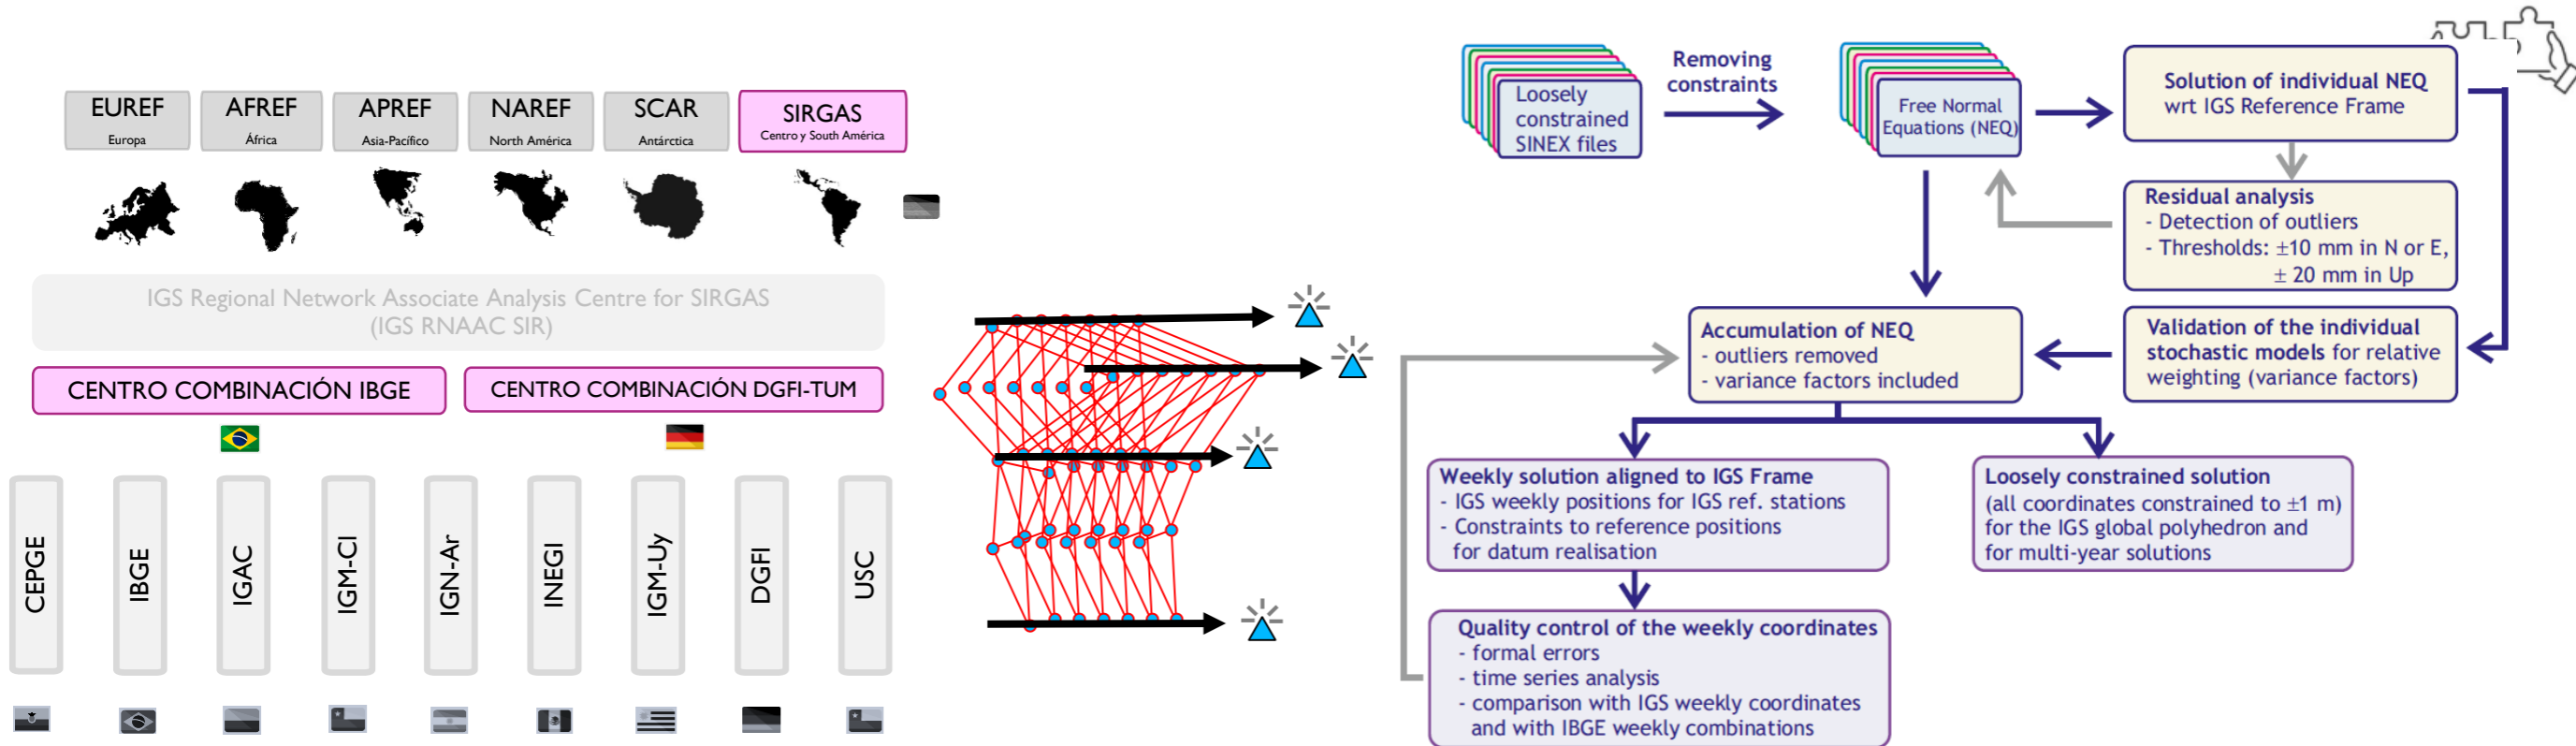 EUREF
Europa
AFREF
África
APREF
Asia-Pacífico
NAREF
North América
SCAR
Antárctica
SIRGAS
Centro y South América
IGS Regional Network Associate Analysis Centre for SIRGAS
(IGS RNAAC SIR)
CENTRO COMBINACIÓN IBGE
CENTRO COMBINACIÓN DGFI-TUM
CEPGE
IBGE
IGAC
IGM-Cl
IGN-Ar
INEGI
IGM-Uy
DGFI
USC
Loosely
constrained
SINEX files
Removing
constraints
Free Normal
Equations (NEQ)
Solution of individual NEQ
wrt IGS Reference Frame
Residual analysis
- Detection of outliers
- Thresholds: ±10 mm in N or E,
± 20 mm in Up
Validation of the individual
stochastic models for relative
weighting (variance factors)
Accumulation of NEQ
- outliers removed
- variance factors included
Weekly solution aligned to IGS Frame
- IGS weekly positions for IGS ref. stations
- Constraints to reference positions
for datum realisation
Loosely constrained solution
(all coordinates constrained to ±1 m)
for the IGS global polyhedron and
for multi-year solutions
Quality control of the weekly coordinates
- formal errors
- time series analysis
- comparison with IGS weekly coordinates
and with IBGE weekly combinations